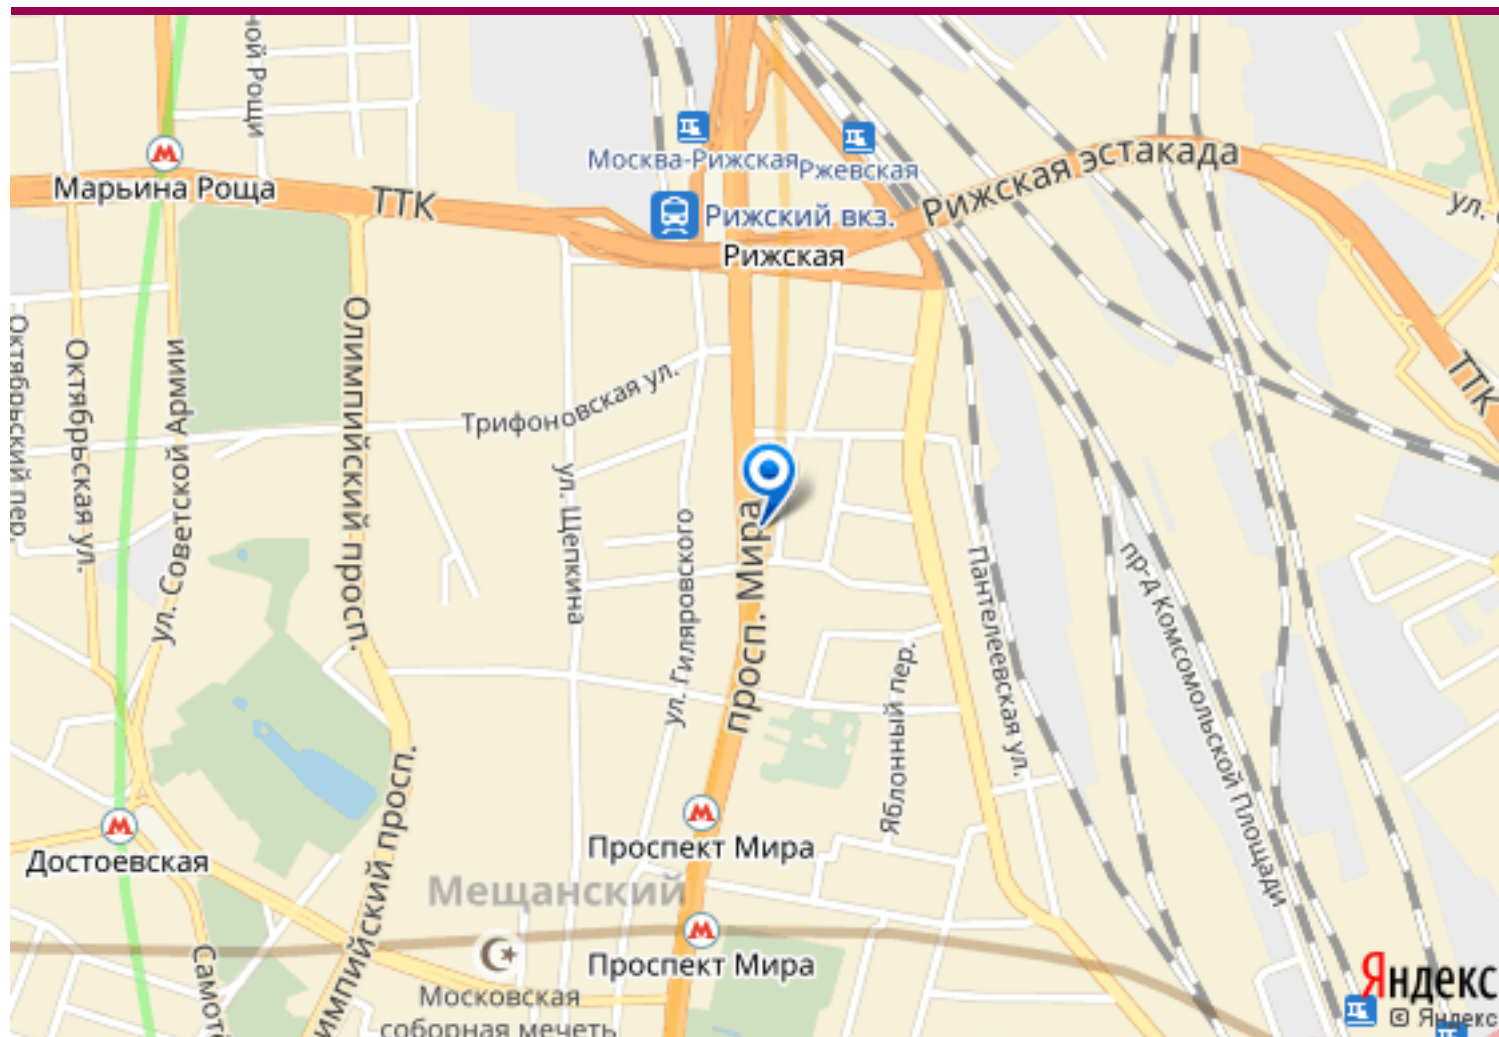 ной Рощи
Москва-Рижская
Ржевская
Рижская эстакада
Марьина Роща
ТТК
Рижский вкз.
Рижская
ул.
Олимпийский просп.
Октябрьский пер.
Октябрьская ул.
ул. Советской Армии
Трифоновская ул.
ТТК
ул. Щепкина
ул. Гиляровского
просп. Мира
Пантелеевская ул.
пр-д Комсомольской Площади
Яблонный пер.
М
Достоевская
М
Проспект Мира
Мещанский
М
Проспект Мира
импийский просп.
Самотё
Московская
соборная мечеть
Яндекс
© Яндекс